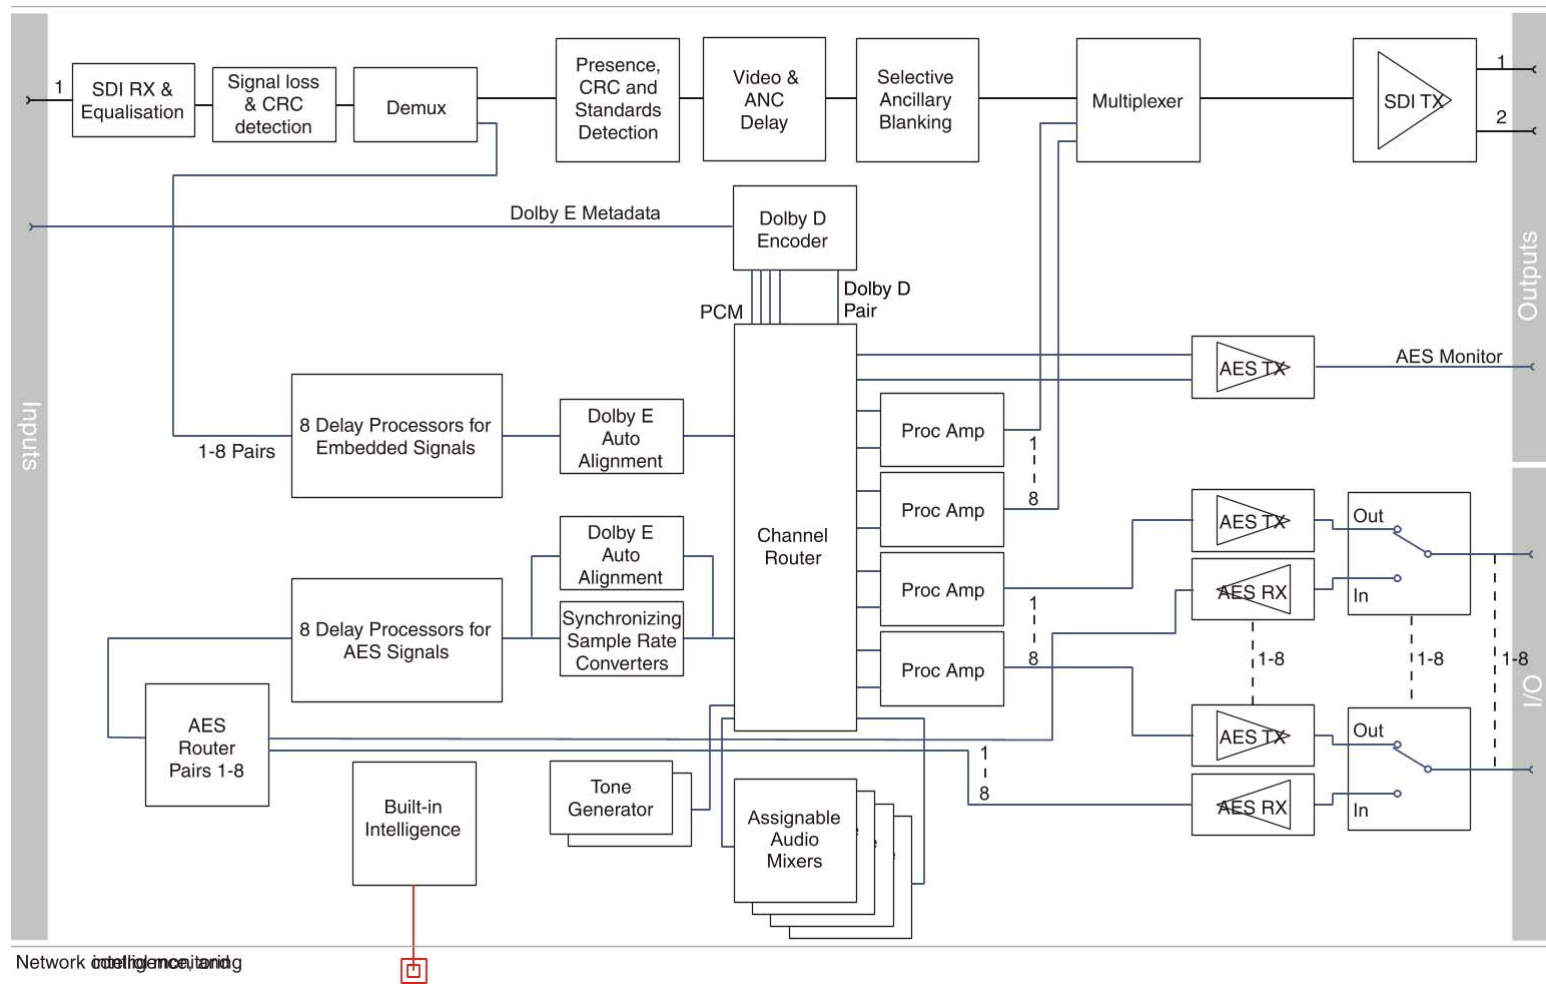 1
SDI RX &
Equalisation
Signal loss
& CRC
detection
Demux
Presence,
CRC and
Standards
Detection
Video &
ANC
Delay
Selective
Ancillary
Blanking
Multiplexer
SDI TX
1
2
Dolby E Metadata
Dolby D
Encoder
PCM
Dolby D
Pair
Inputs
Outputs
AES TX
AES Monitor
1-8 Pairs
8 Delay Processors for
Embedded Signals
Dolby E
Auto
Alignment
Channel
Router
Proc Amp
1
8
Proc Amp
Dolby E
Auto
Alignment
AES TX
Out
In
AES RX
Proc Amp
1
8
Proc Amp
8 Delay Processors for
AES Signals
Synchronizing
Sample Rate
Converters
1-8
1-8
1-8
I/O
AES
Router
Pairs 1-8
AES TX
Out
In
AES RX
1
8
Built-in
Intelligence
Tone
Generator
Assignable
Audio
Mixers
Network